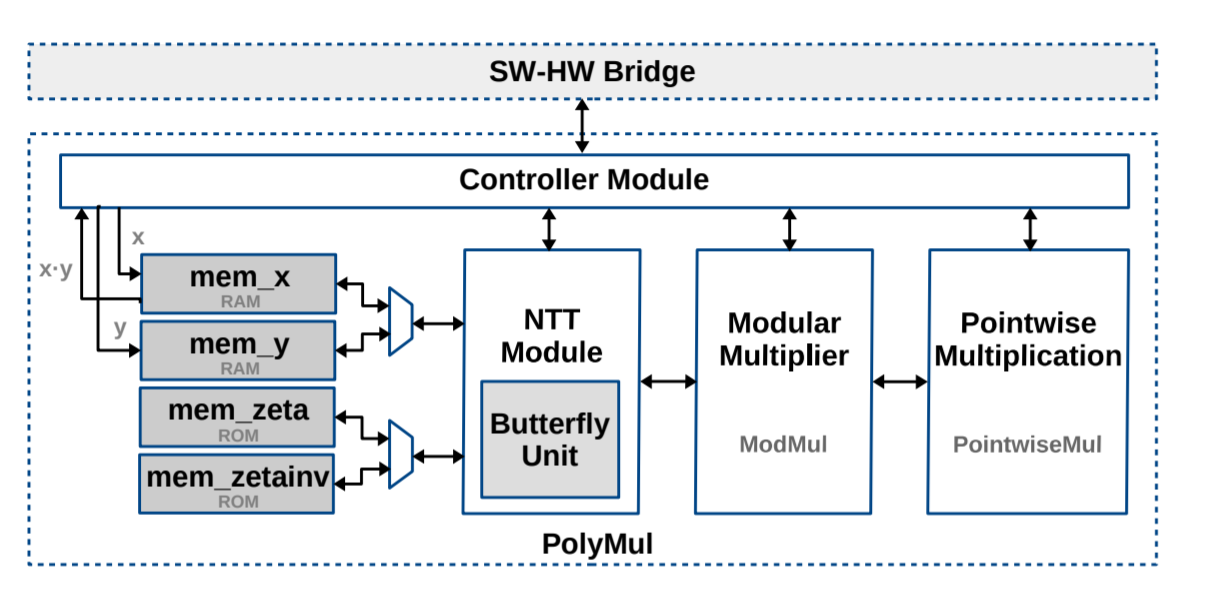 SW-HW Bridge
Controller Module
x
x·y
mem_x
RAM
y
mem_y
RAM
mem_zeta
ROM
mem_zetainv
ROM
NTT
Module
Butterfly
Unit
Modular
Multiplier
ModMul
Pointwise
Multiplication
PointwiseMul
PolyMul